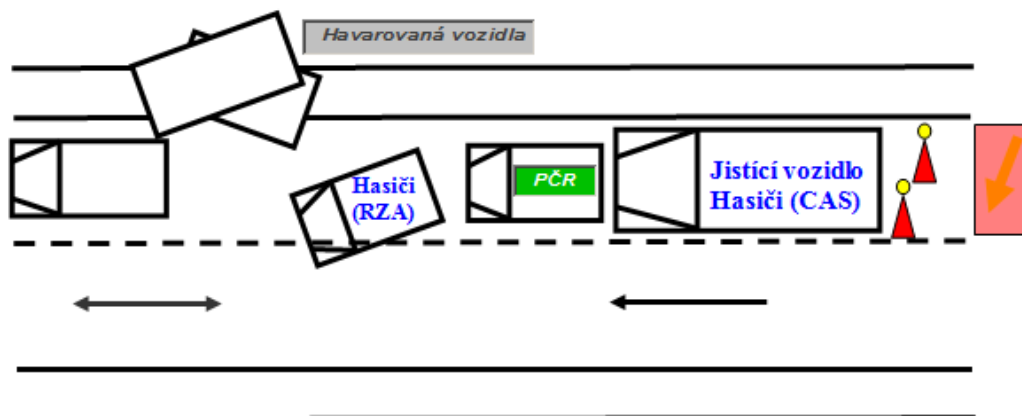 Havarovaná vozidla
Hasiči
(RZA)
PČR
Jistící vozidlo
Hasiči (CAS)